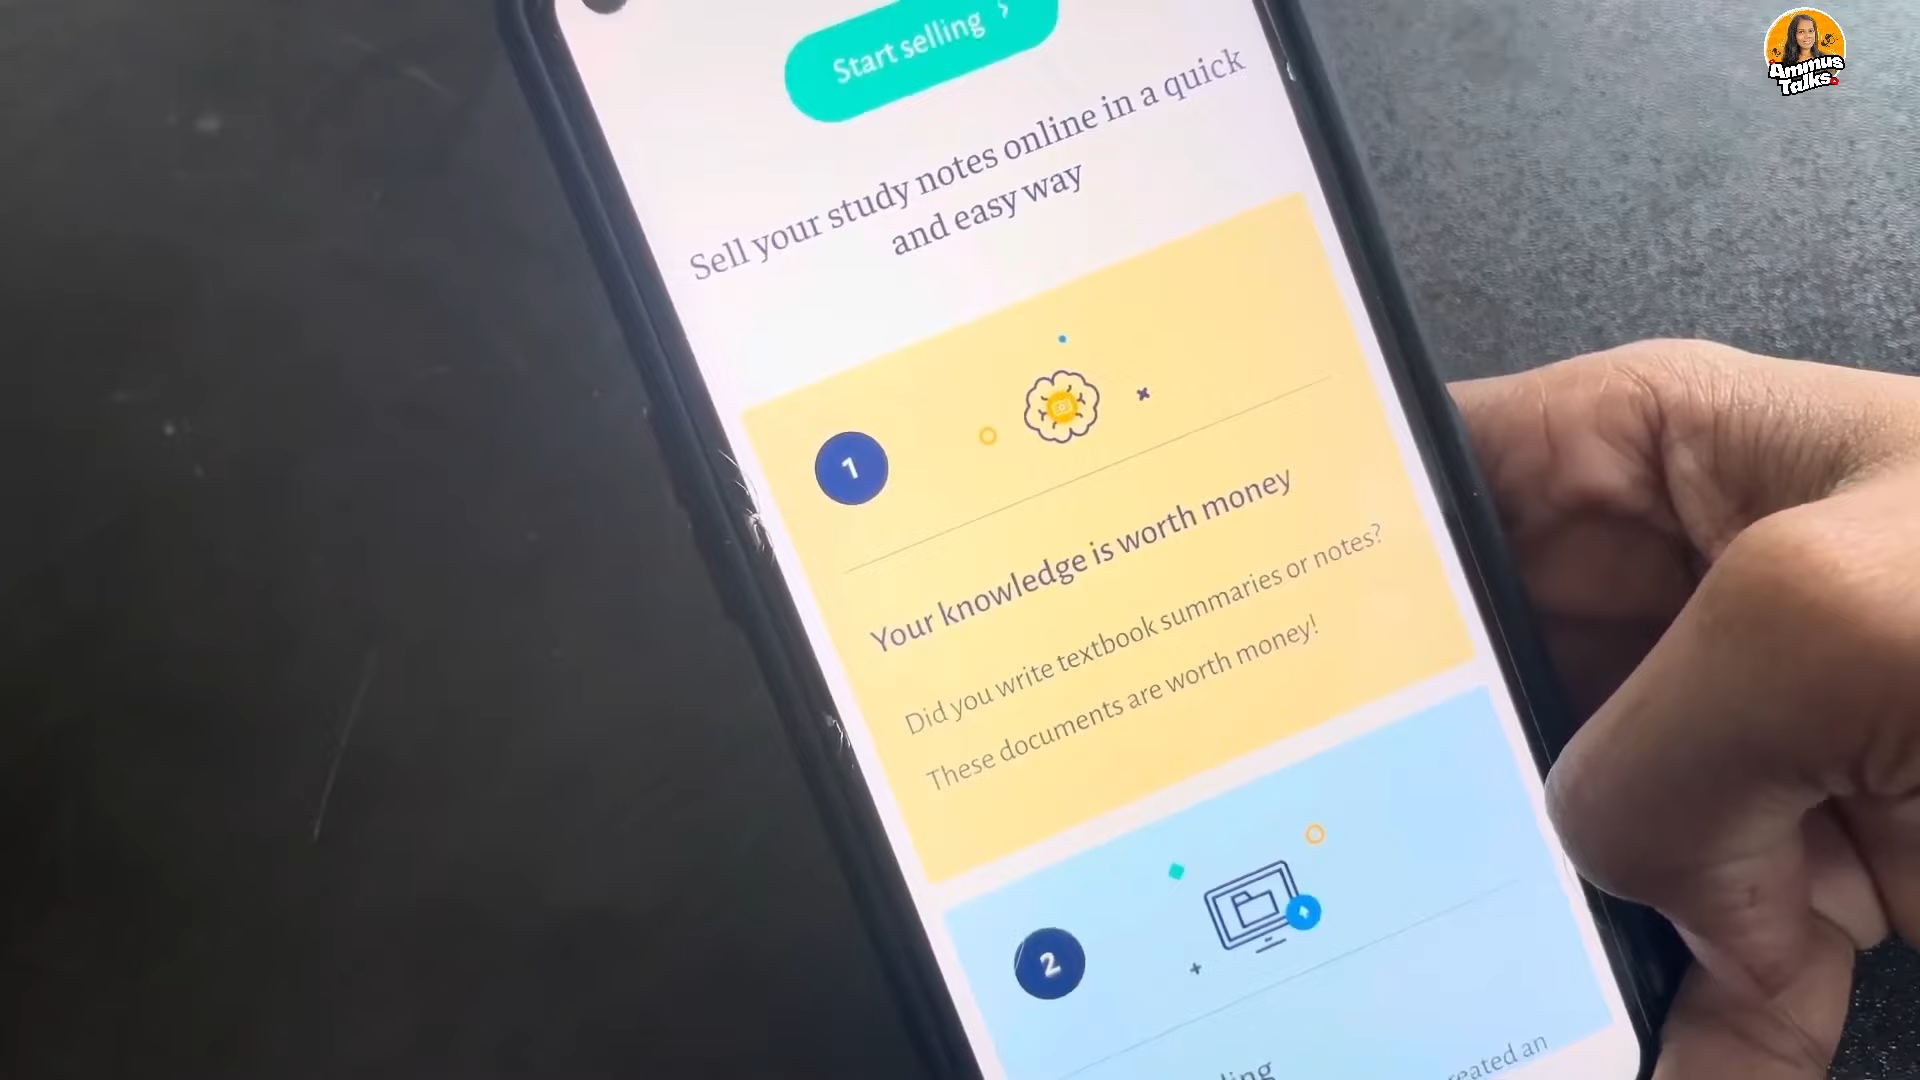 Ammus
Talks
Start selling
Sell your study notes online in a quick
and easy way
1
Your knowledge is worth money
Did you write textbook summaries or notes?
These documents are worth money!
2